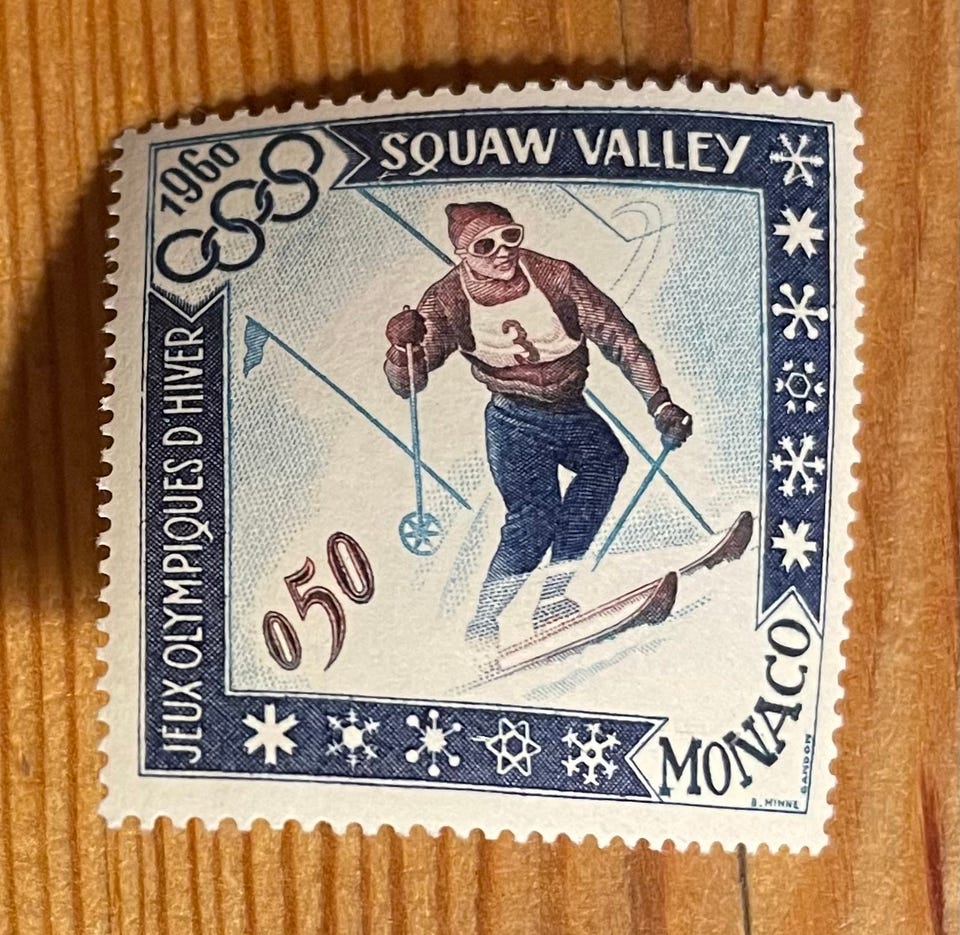 1960
SQUAW VALLEY
JEUX OLYMPIQUES D'HIVER
3
0,50
MONACO
B. MINNE
GANDON